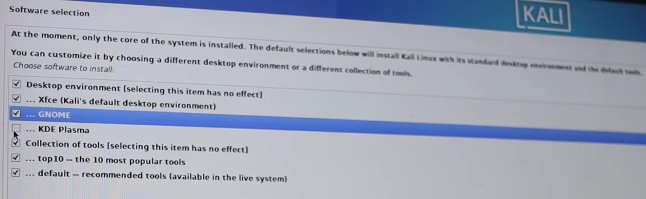 Software selection
KALI
At the moment, only the core of the system is installed. The default selections below will install Kali Linux with its standard desktop environment and the default tools.
You can customize it by choosing a different desktop environment or a different collection of tools.
Choose software to install:
Desktop environment [selecting this item has no effect]
... Xfce (Kali's default desktop environment)
... GNOME
... KDE Plasma
Collection of tools [selecting this item has no effect]
... top10 -- the 10 most popular tools
... default -- recommended tools (available in the live system)